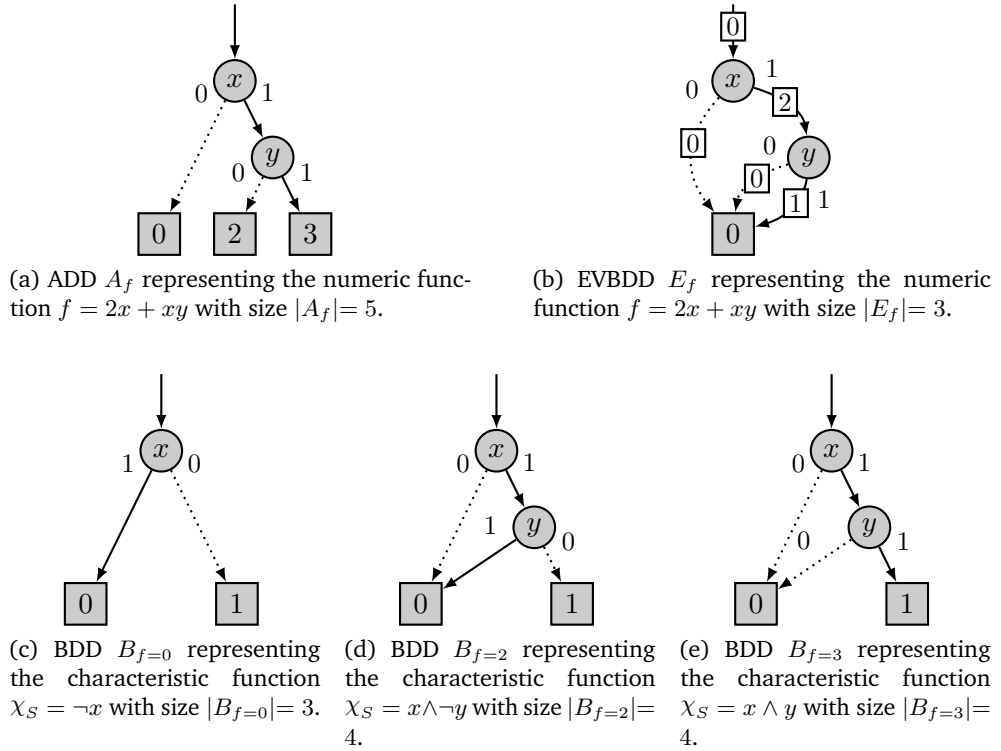 x
0 1
y
0 1
0 2 3
(a) ADD A_f representing the numeric func-
tion f = 2x + xy with size |A_f|= 5.
0
x
1
0
2
0
0
y
0
1
1
0
(b) EVBDD E_f representing the numeric
function f = 2x + xy with size |E_f|= 3.
x
1 0
0 1
(c) BDD B_{f=0} representing
the characteristic function
χ_S = ¬x with size |B_{f=0}|= 3.
x
0 1
y
1 0
0 1
(d) BDD B_{f=2} representing
the characteristic function
χ_S = x∧¬y with size |B_{f=2}|=
4.
x
0 1
y
0 1
0 1
(e) BDD B_{f=3} representing
the characteristic function
χ_S = x ∧ y with size |B_{f=3}|=
4.